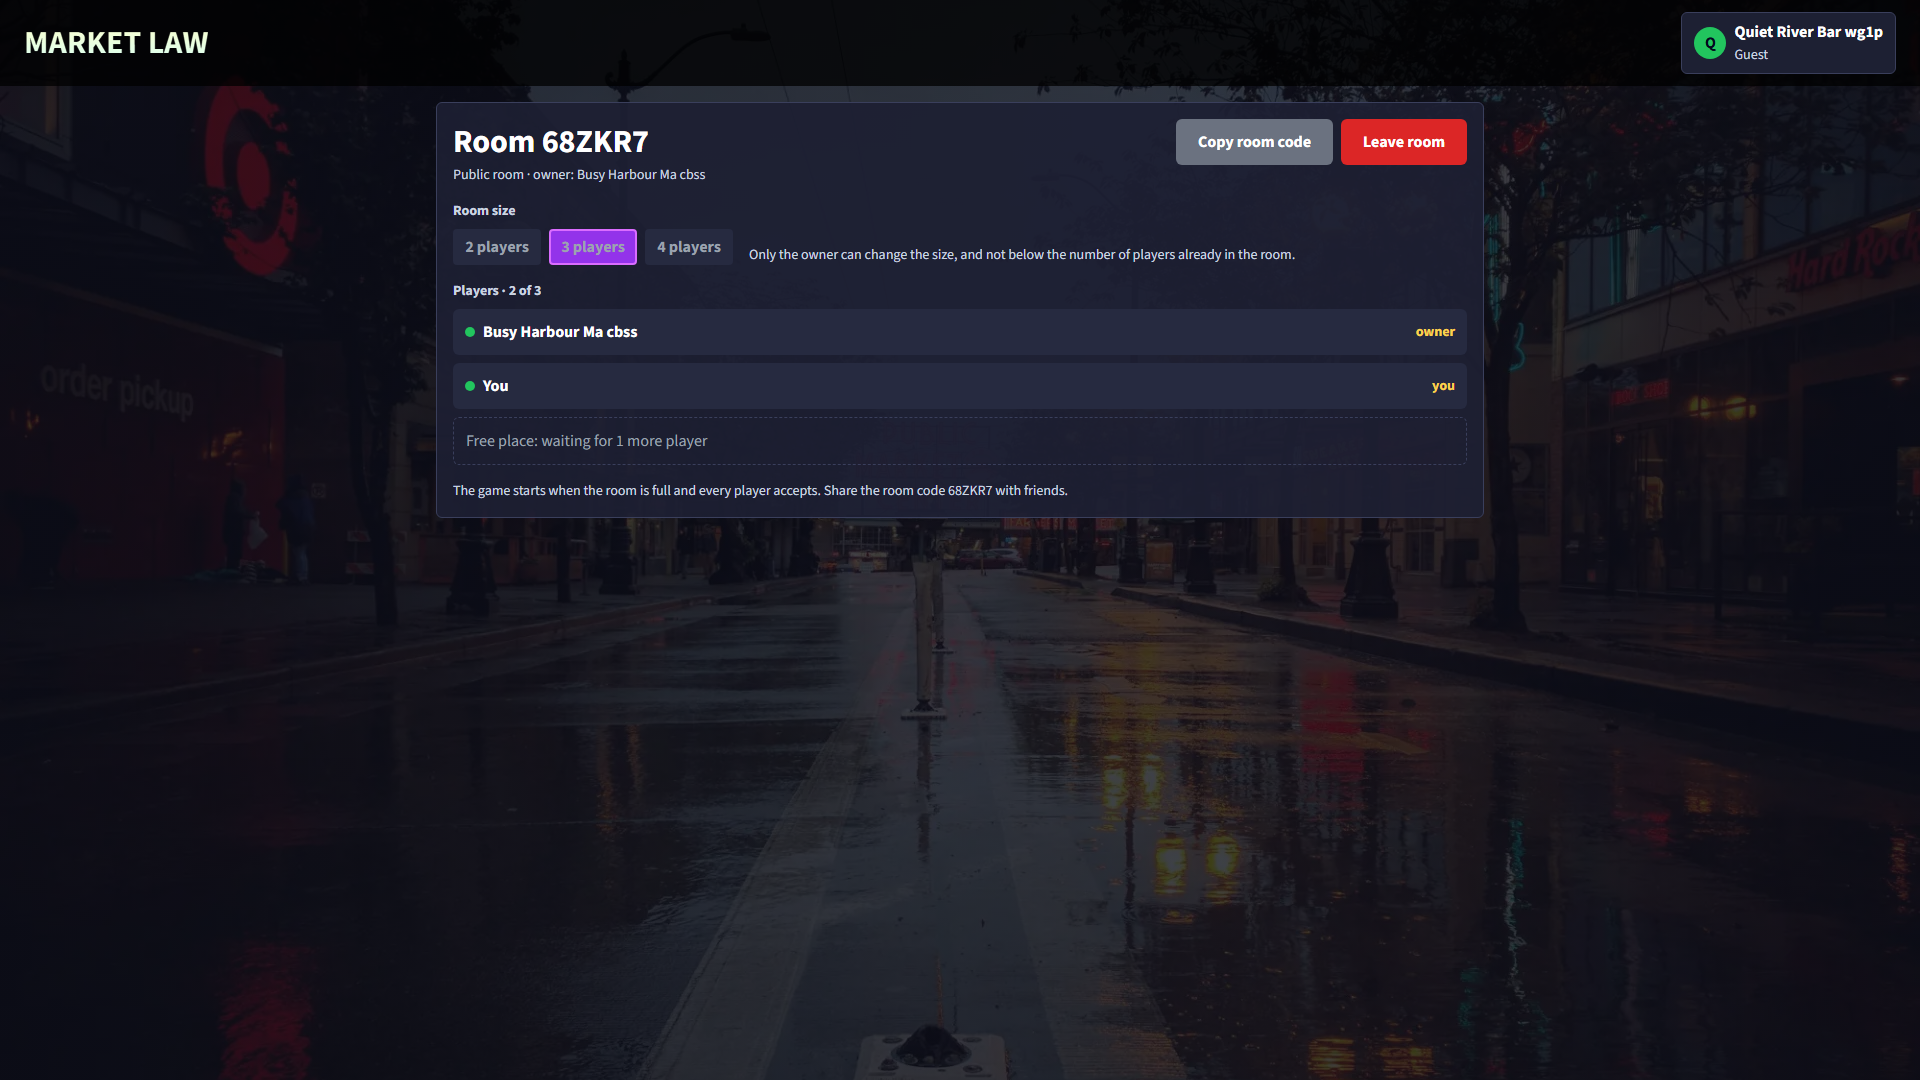 MARKET LAW
Q
Quiet River Bar wg1p
Guest
Room 68ZKR7
Copy room code
Leave room
Public room · owner: Busy Harbour Ma cbss
Room size
2 players
3 players
4 players
Only the owner can change the size, and not below the number of players already in the room.
Players · 2 of 3
Busy Harbour Ma cbss
owner
You
you
Free place: waiting for 1 more player
The game starts when the room is full and every player accepts. Share the room code 68ZKR7 with friends.
order pickup
Hard Rock